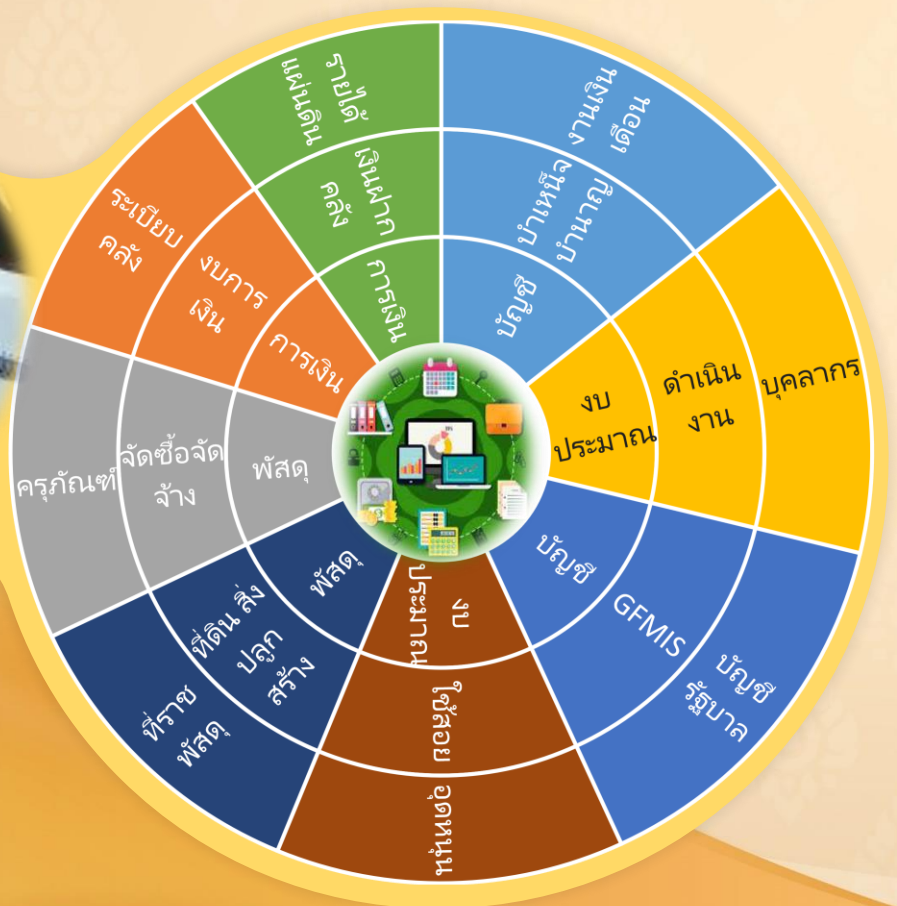 งานเงิน
เดือน
บำเหน็จ
บำนาญ
บัญชี
บุคลากร
ดำเนิน
งาน
งบ
ประมาณ
บัญชี
รัฐบาล
GFMIS
บัญชี
งบ
ประมาณ
ใช้สอย
อุดหนุน
พัสดุ
ที่ดิน สิ่ง
ปลูก
สร้าง
ที่ราช
พัสดุ
พัสดุ
จัดซื้อจัด
จ้าง
ครุภัณฑ์
การเงิน
งบการ
เงิน
ระเบียบ
คลัง
รายได้
แผ่นดิน
เงินฝาก
คลัง
การเงิน